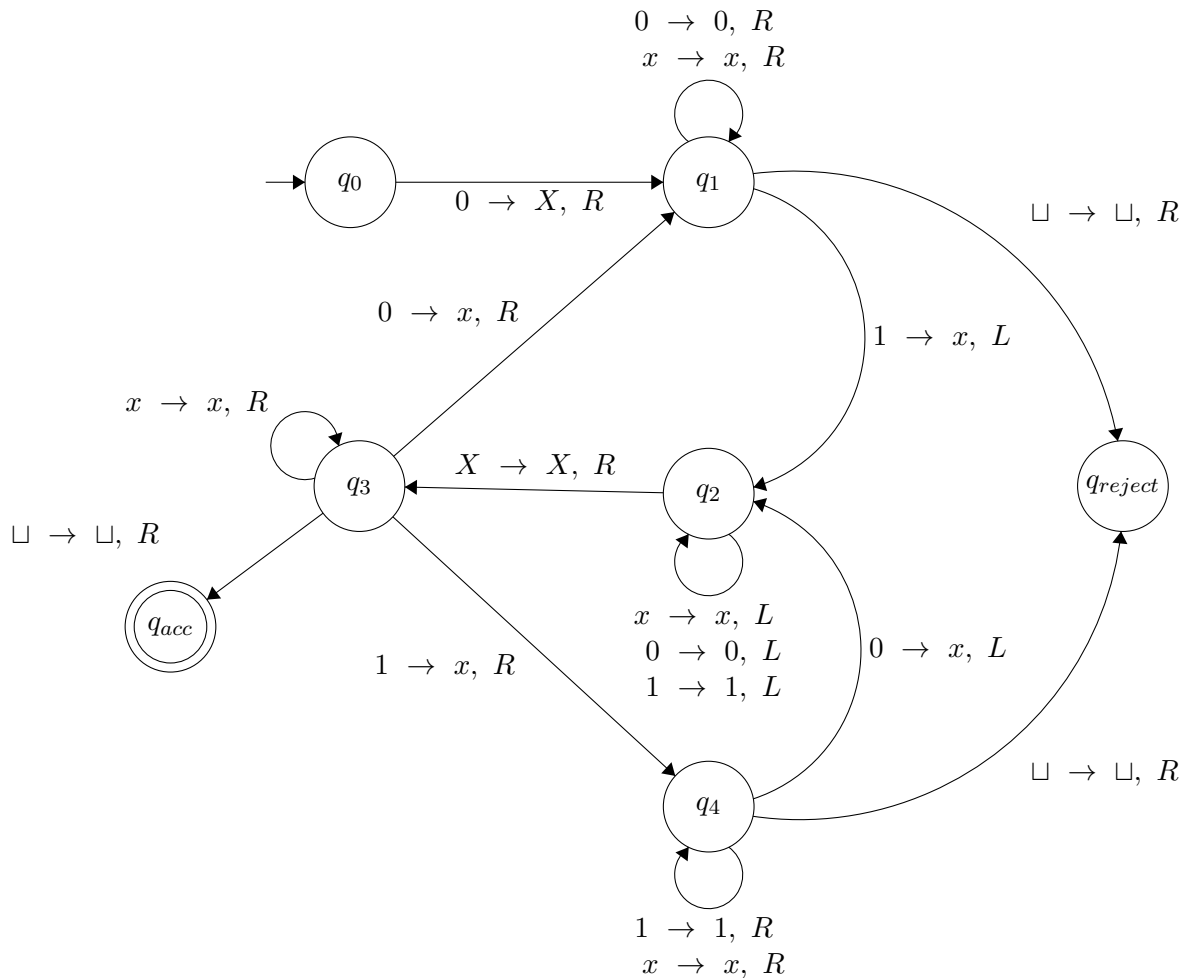 0 → 0, R
x → x, R
q0
q1
0 → X, R
⊔ → ⊔, R
0 → x, R
1 → x, L
x → x, R
X → X, R
q3
q2
qreject
⊔ → ⊔, R
qacc
x → x, L
0 → 0, L
1 → 1, L
0 → x, L
1 → x, R
⊔ → ⊔, R
q4
1 → 1, R
x → x, R